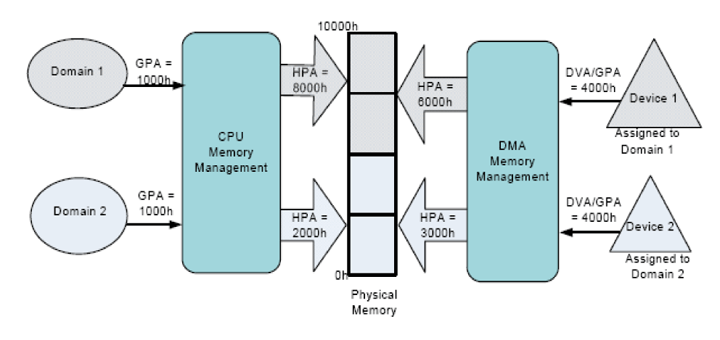 10000h
Domain 1
GPA =
1000h
HPA =
8000h
HPA =
6000h
DVA/GPA
= 4000h
Device 1
Assigned to
Domain 1
CPU
Memory
Management
DMA
Memory
Management
Domain 2
GPA =
1000h
HPA =
2000h
HPA =
3000h
DVA/GPA
= 4000h
Device 2
Assigned to
Domain 2
0h
Physical
Memory